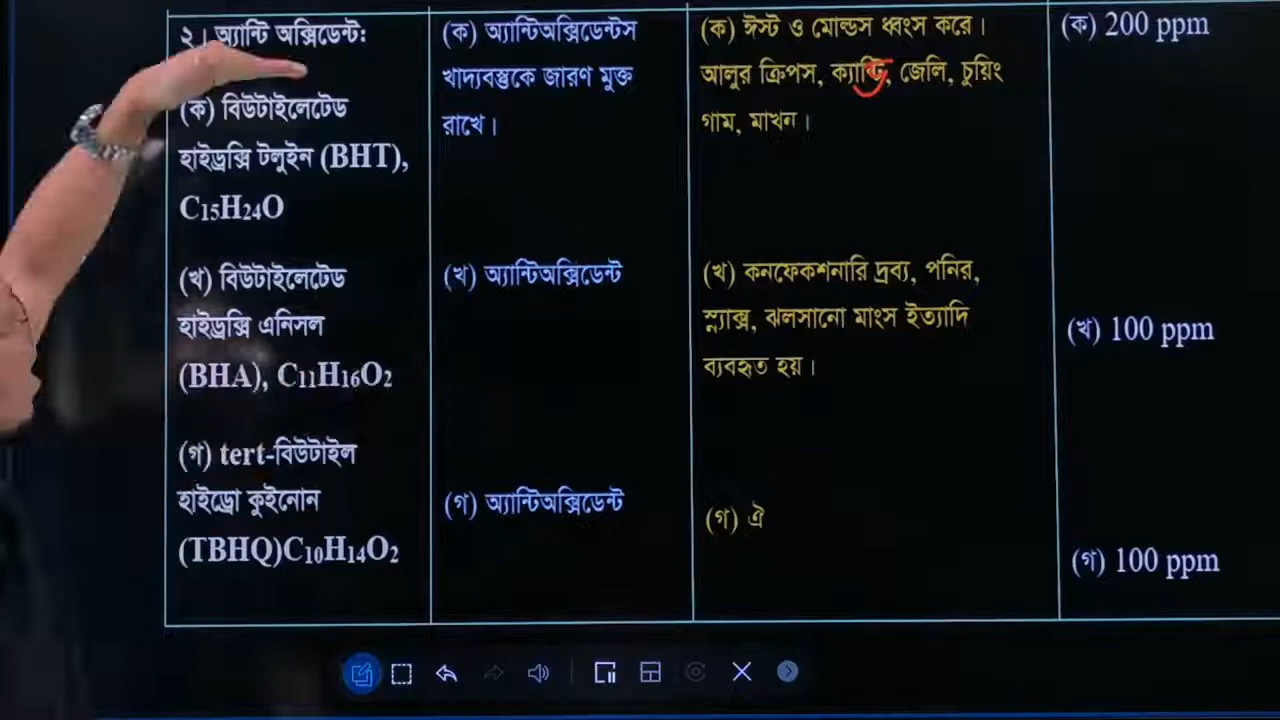 ২। অ্যান্টি অক্সিডেন্ট:
(ক) বিউটাইলেটেড
হাইড্রক্সি টলুইন (BHT),
C₁₅H₂₄O
(খ) বিউটাইলেটেড
হাইড্রক্সি এনিসল
(BHA), C₁₁H₁₆O₂
(গ) tert-বিউটাইল
হাইড্রো কুইনোন
(TBHQ)C₁₀H₁₄O₂
(ক) অ্যান্টিঅক্সিডেন্টস
খাদ্যবস্তুকে জারণ মুক্ত
রাখে।
(খ) অ্যান্টিঅক্সিডেন্ট
(গ) অ্যান্টিঅক্সিডেন্ট
(ক) ঈস্ট ও মোল্ডস ধ্বংস করে।
আলুর ক্রিপস, ক্যান্ডি, জেলি, চুয়িং
গাম, মাখন।
(খ) কনফেকশনারি দ্রব্য, পনির,
স্ন্যাক্স, ঝলসানো মাংস ইত্যাদি
ব্যবহৃত হয়।
(গ) ঐ
(ক) 200 ppm
(খ) 100 ppm
(গ) 100 ppm